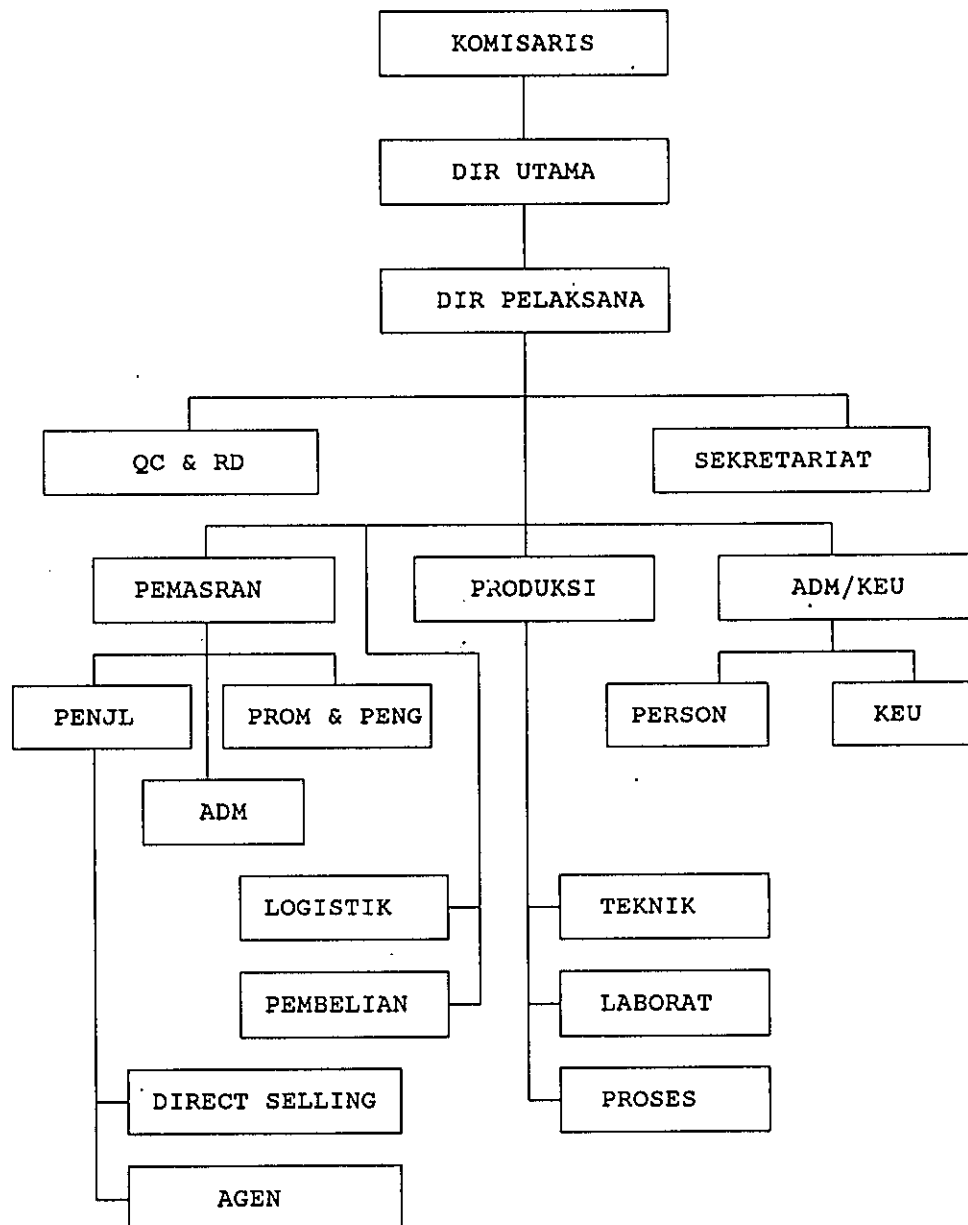 KOMISARIS
DIR UTAMA
DIR PELAKSANA
QC & RD
SEKRETARIAT
PEMASRAN
PRODUKSI
ADM/KEU
PENJL
PROM & PENG
PERSON
KEU
ADM
LOGISTIK
TEKNIK
PEMBELIAN
LABORAT
DIRECT SELLING
PROSES
AGEN